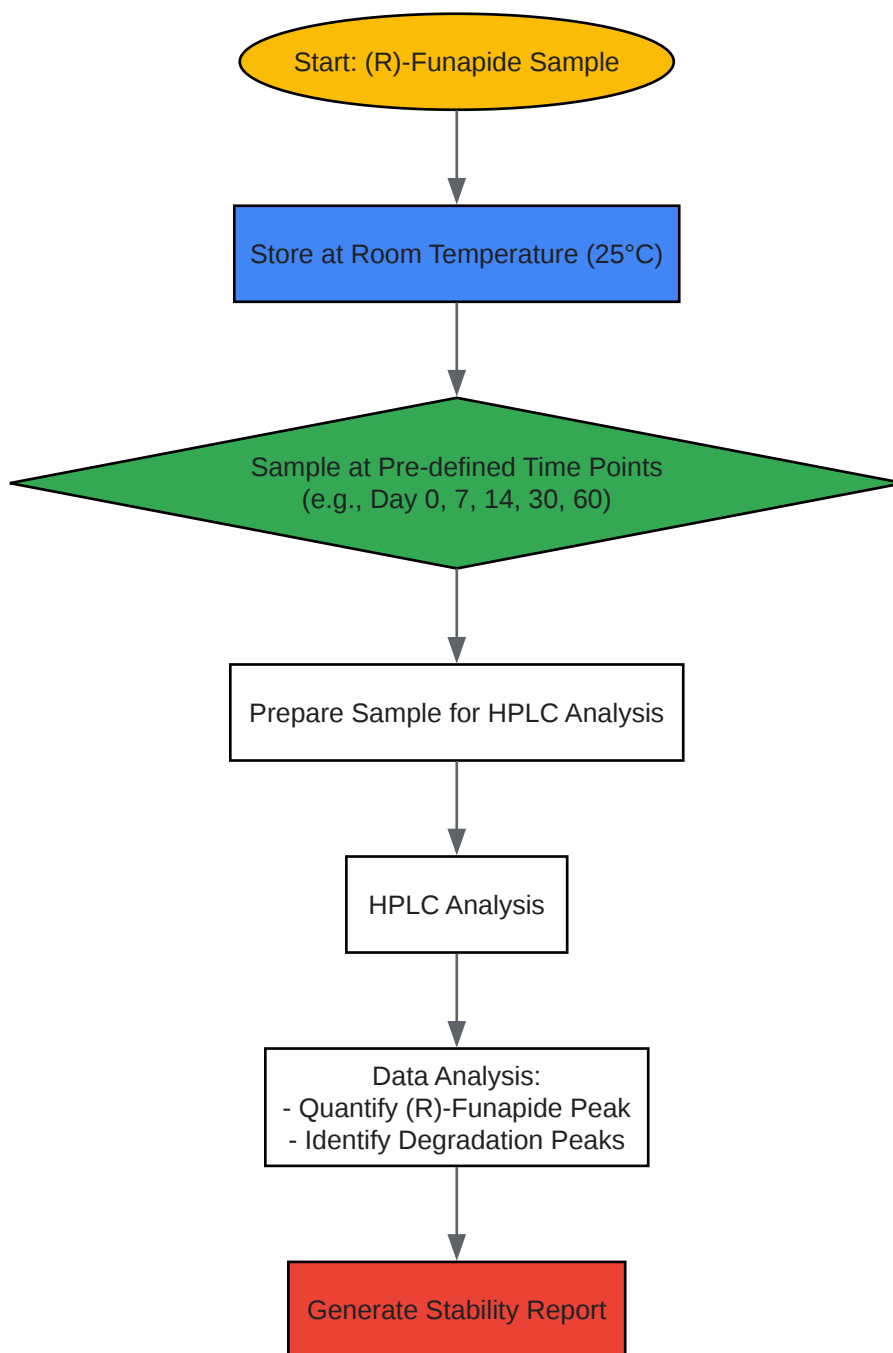 Start: (R)-Funapide Sample
Store at Room Temperature (25°C)
Sample at Pre-defined Time Points
(e.g., Day 0, 7, 14, 30, 60)
Prepare Sample for HPLC Analysis
HPLC Analysis
Data Analysis:
- Quantify (R)-Funapide Peak
- Identify Degradation Peaks
Generate Stability Report